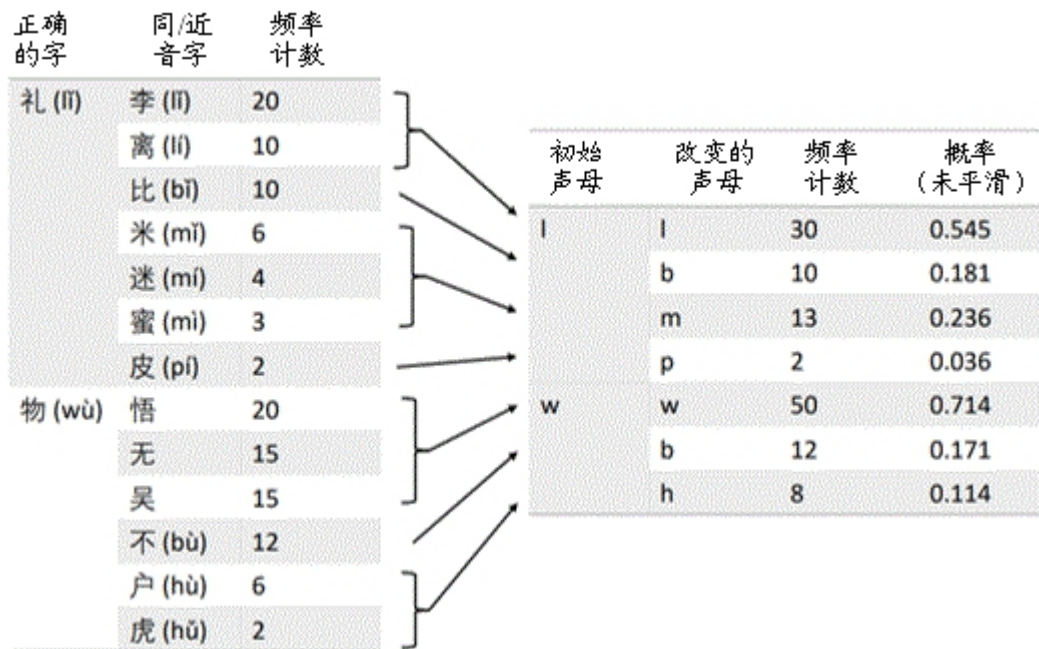 正确的字 同/近音字 频率计数
礼 (lǐ) 李 (lǐ) 20
离 (lí) 10
比 (bǐ) 10
米 (mǐ) 6
迷 (mí) 4
蜜 (mì) 3
皮 (pí) 2
物 (wù) 悟 20
无 15
吴 15
不 (bù) 12
户 (hù) 6
虎 (hǔ) 2
初始声母 改变的声母 频率计数 概率（未平滑）
l l 30 0.545
b 10 0.181
m 13 0.236
p 2 0.036
w w 50 0.714
b 12 0.171
h 8 0.114